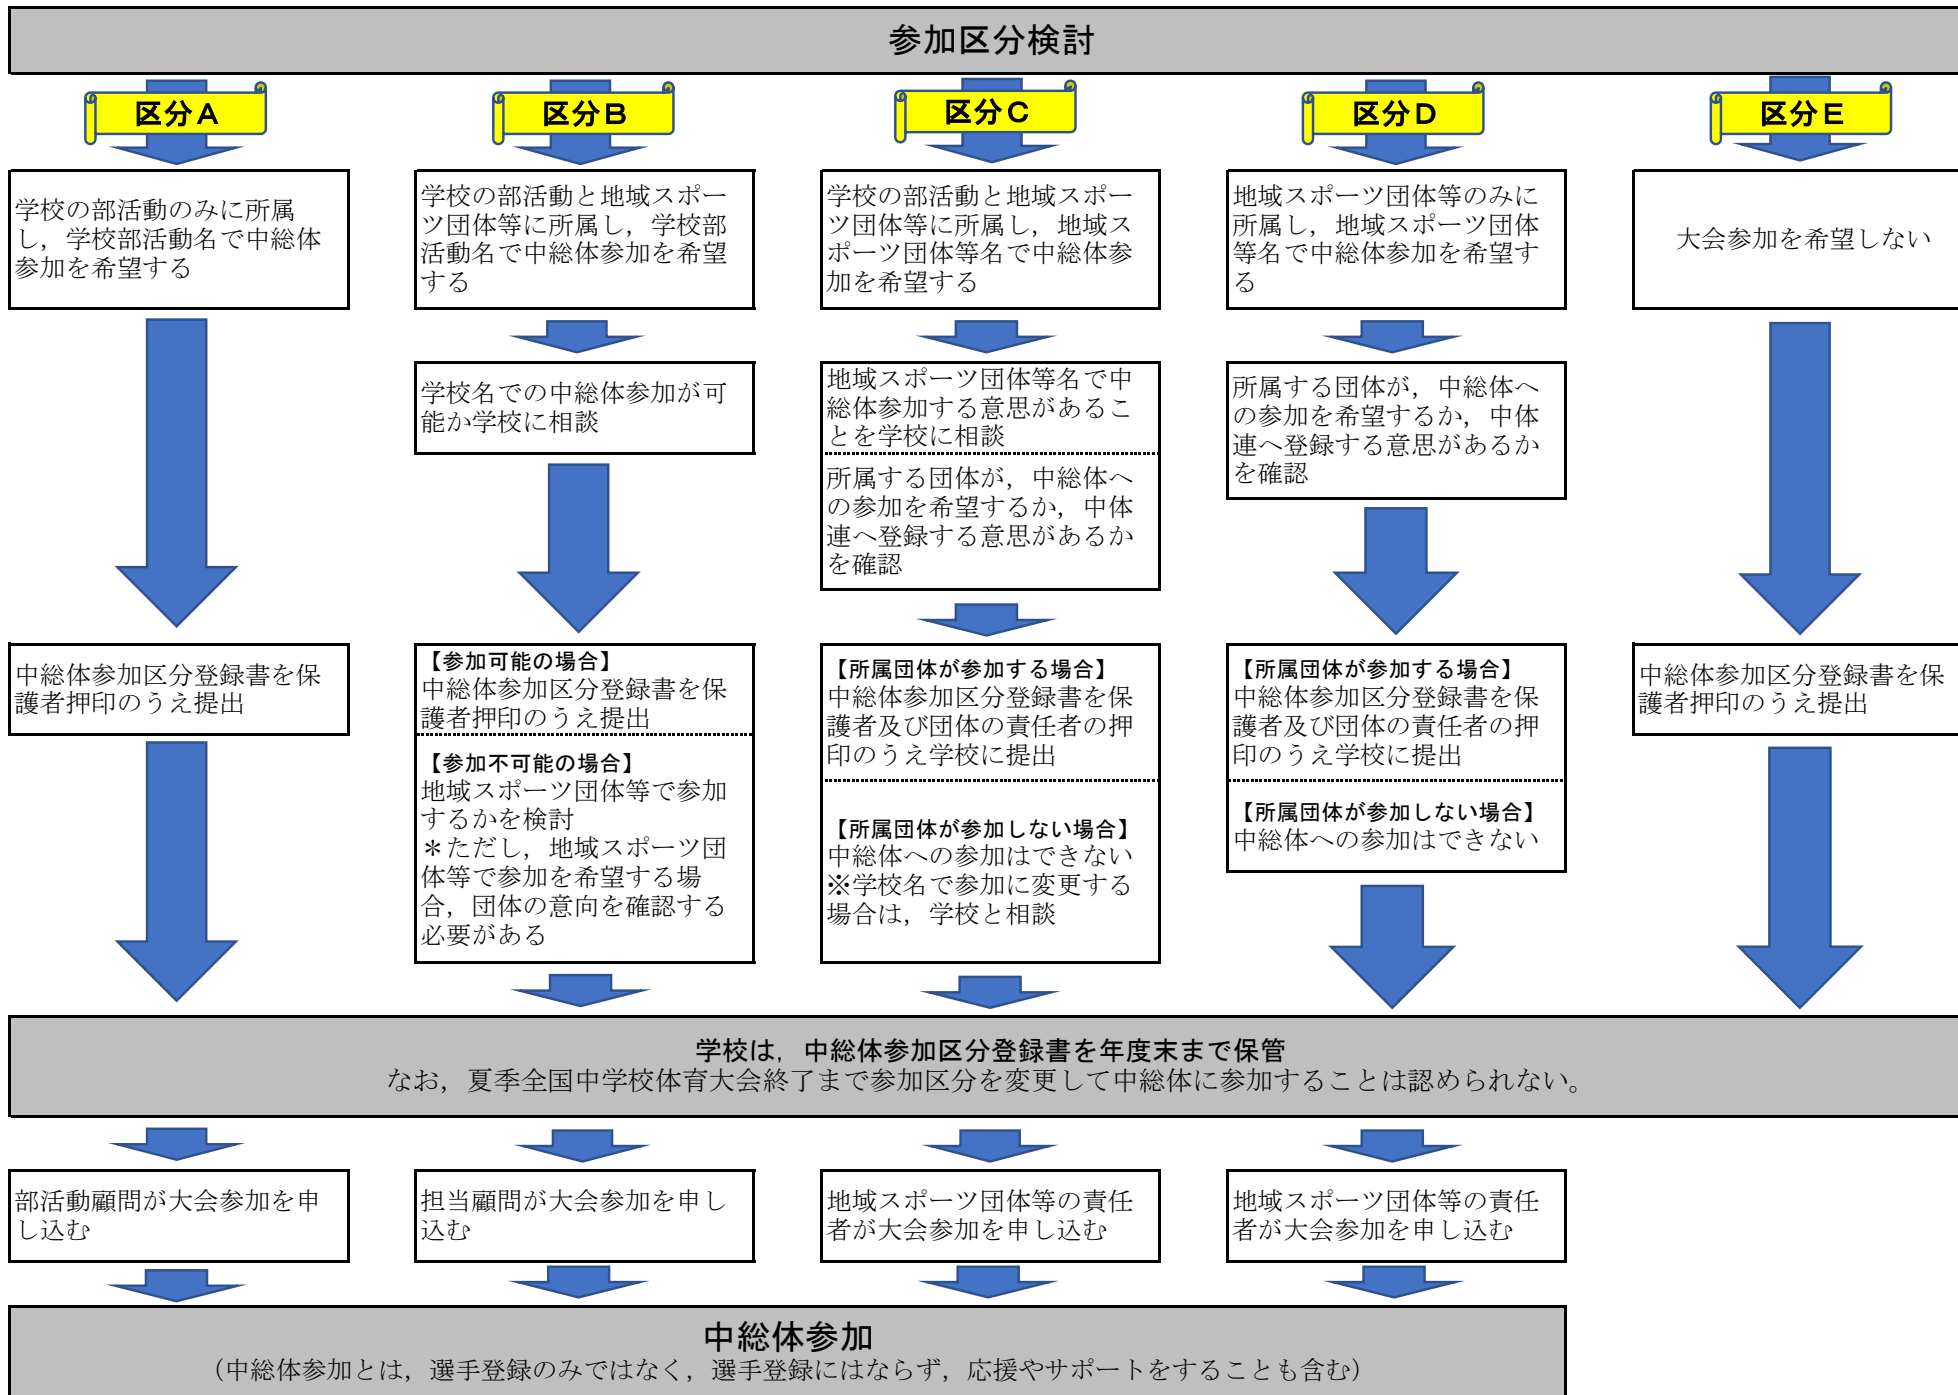 参加区分検討
区分A
区分B
区分C
区分D
区分E
学校の部活動のみに所属
し，学校部活動名で中総体
参加を希望する
学校の部活動と地域スポー
ツ団体等に所属し，学校部
活動名で中総体参加を希望
する
学校の部活動と地域スポー
ツ団体等に所属し，地域ス
ポーツ団体等名で中総体参
加を希望する
地域スポーツ団体等のみに
所属し，地域スポーツ団体
等名で中総体参加を希望す
る
大会参加を希望しない
学校名での中総体参加が可
能か学校に相談
地域スポーツ団体等名で中
総体参加する意思があるこ
とを学校に相談
所属する団体が，中総体へ
の参加を希望するか，中体
連へ登録する意思があるか
を確認
所属する団体が，中総体へ
の参加を希望するか，中体
連へ登録する意思があるか
を確認
中総体参加区分登録書を保
護者押印のうえ提出
【参加可能の場合】
中総体参加区分登録書を保
護者押印のうえ提出
【参加不可能の場合】
地域スポーツ団体等で参加
するかを検討
＊ただし，地域スポーツ団
体等で参加を希望する場
合，団体の意向を確認する
必要がある
【所属団体が参加する場合】
中総体参加区分登録書を保
護者及び団体の責任者の押
印のうえ学校に提出
【所属団体が参加しない場合】
中総体への参加はできない
※学校名で参加に変更する
場合は，学校と相談
【所属団体が参加する場合】
中総体参加区分登録書を保
護者及び団体の責任者の押
印のうえ学校に提出
【所属団体が参加しない場合】
中総体への参加はできない
中総体参加区分登録書を保
護者押印のうえ提出
学校は，中総体参加区分登録書を年度末まで保管
なお，夏季全国中学校体育大会終了まで参加区分を変更して中総体に参加することは認められない。
部活動顧問が大会参加を申
し込む
担当顧問が大会参加を申し
込む
地域スポーツ団体等の責任
者が大会参加を申し込む
地域スポーツ団体等の責任
者が大会参加を申し込む
中総体参加
（中総体参加とは，選手登録のみではなく，選手登録にはならず，応援やサポートをすることも含む）